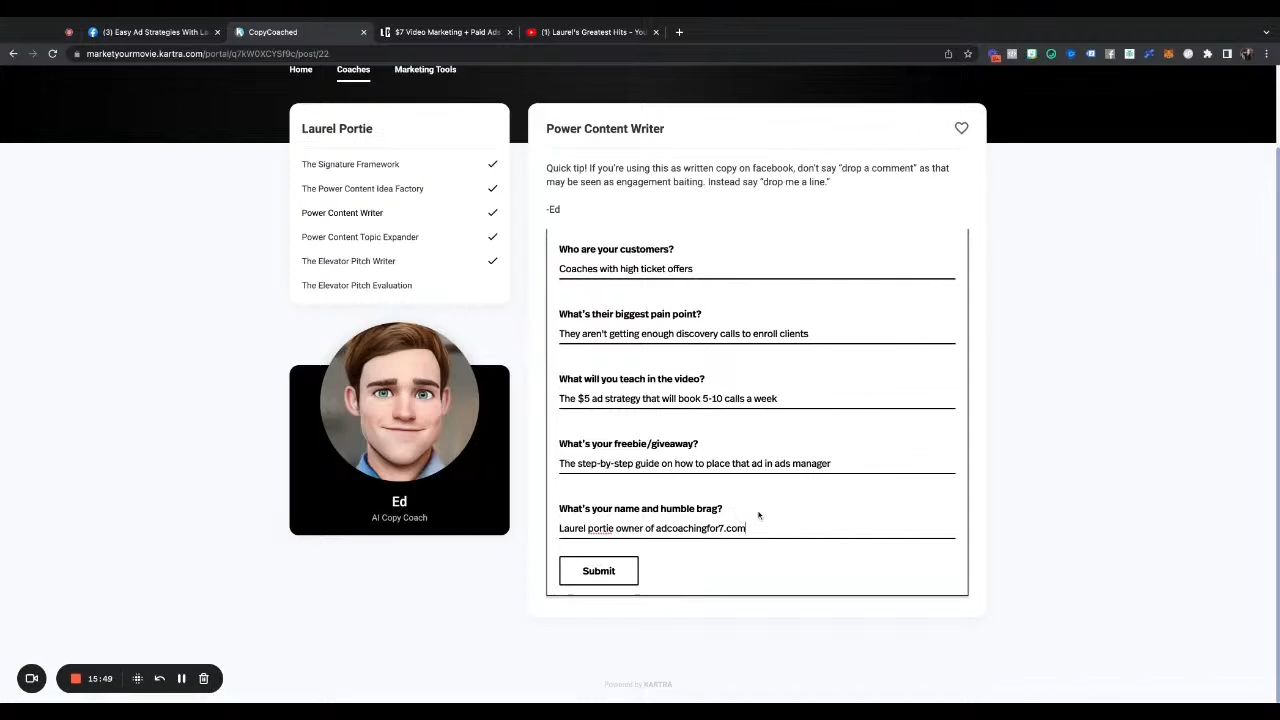 (3) Easy Ad Strategies With La
CopyCoached
$7 Video Marketing + Paid Ads
(1) Laurel's Greatest Hits – You
marketyourmovie.kartra.com/portal/q7kW0XCYSf9c/post/22
Home
Coaches
Marketing Tools
Laurel Portie
The Signature Framework
The Power Content Idea Factory
Power Content Writer
Power Content Topic Expander
The Elevator Pitch Writer
The Elevator Pitch Evaluation
Ed
AI Copy Coach
Power Content Writer
Quick tip! If you're using this as written copy on facebook, don't say "drop a comment" as that
may be seen as engagement baiting. Instead say "drop me a line."
-Ed
Who are your customers?
Coaches with high ticket offers
What's their biggest pain point?
They aren't getting enough discovery calls to enroll clients
What will you teach in the video?
The $5 ad strategy that will book 5-10 calls a week
What's your freebie/giveaway?
The step-by-step guide on how to place that ad in ads manager
What's your name and humble brag?
Laurel portie owner of adcoachingfor7.com
Submit
15:49
Powered by KARTRA